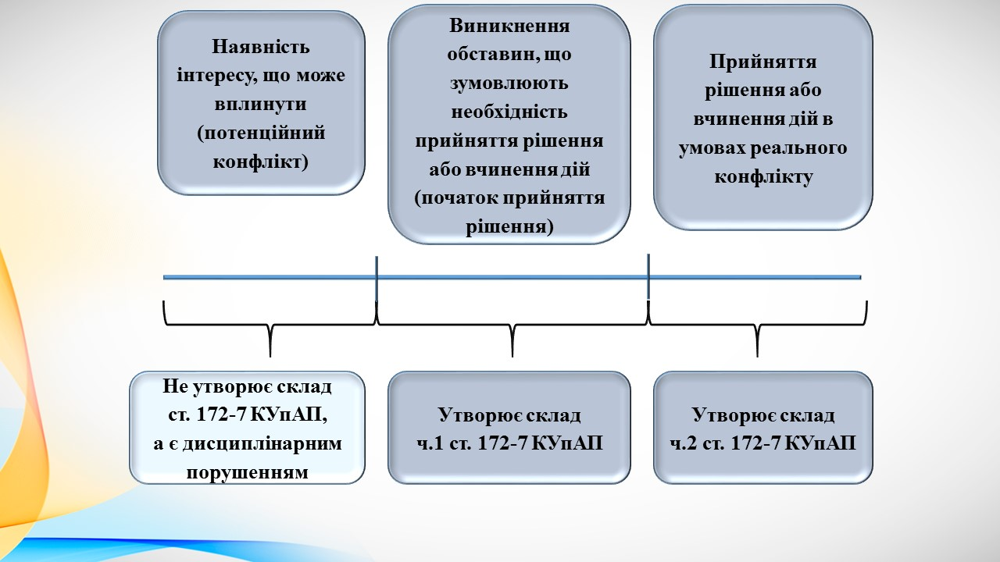 Наявність
інтересу, що може
вплинути
(потенційний
конфлікт)
Виникнення
обставин, що
зумовлюють
необхідність
прийняття рішення
або вчинення дій
(початок прийняття
рішення)
Прийняття
рішення або
вчинення дій в
умовах реального
конфлікту
Не утворює склад
ст. 172-7 КУпАП,
а є дисциплінарним
порушенням
Утворює склад
ч.1 ст. 172-7 КУпАП
Утворює склад
ч.2 ст. 172-7 КУпАП